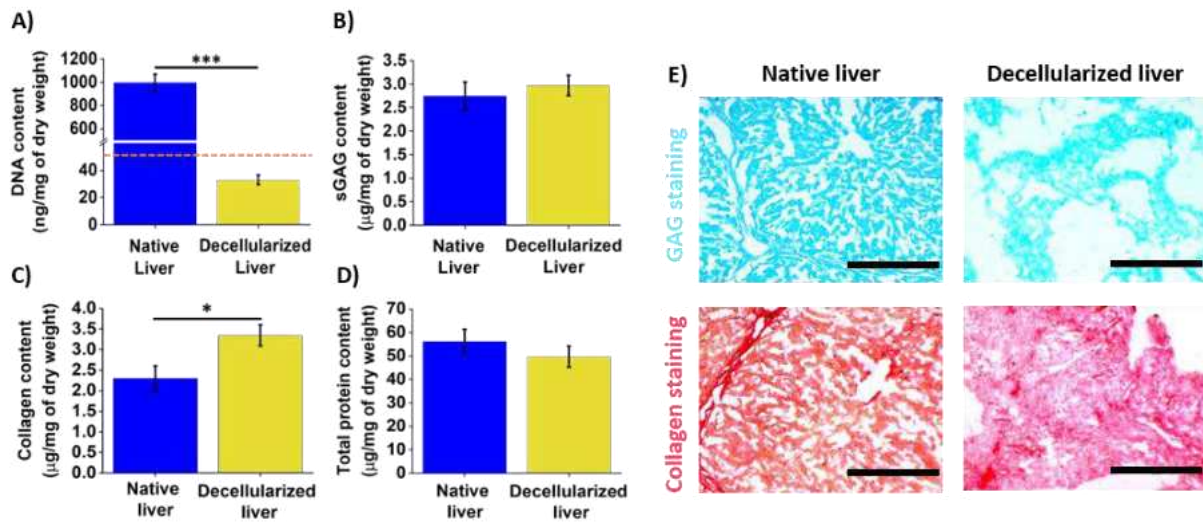 A)
DNA content
(ng/mg of dry weight)
1200
1000
800
600
40
20
0
***
Native
Liver
Decellularized
Liver
B)
sGAG content
(µg/mg of dry weight)
3.5
3.0
2.5
2.0
1.5
1.0
0.5
0.0
Native
Liver
Decellularized
Liver
C)
Collagen content
(µg/mg of dry weight)
4.0
3.5
3.0
2.5
2.0
1.5
1.0
0.5
0.0
*
Native
liver
Decellularized
liver
D)
Total protein content
(µg/mg of dry weight)
70
60
50
40
30
20
10
0
Native
liver
Decellularized
liver
E)
Native liver
Decellularized liver
GAG staining
Collagen staining